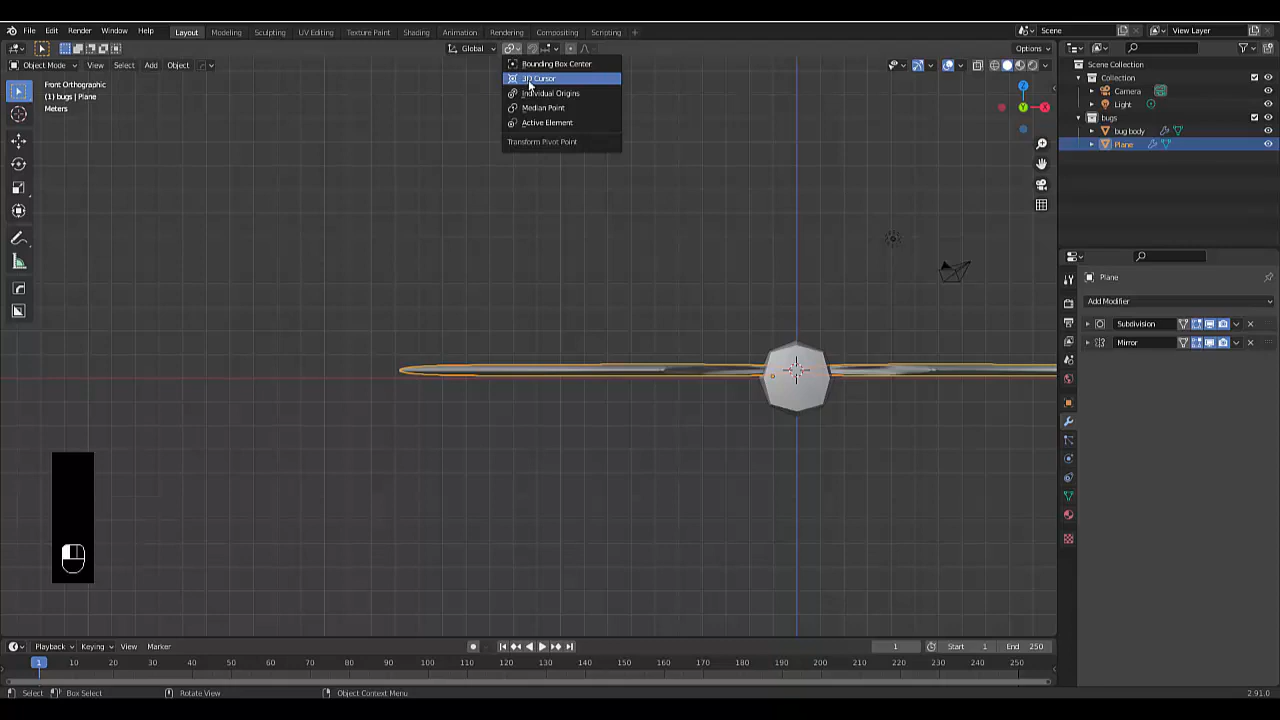 File Edit Render Window Help Layout Modeling Sculpting UV Editing Texture Paint Shading Animation Rendering Compositing Scripting + Scene View Layer
Global Options
Object Mode View Select Add Object
Front Orthographic
(1) bugs | Plane
Meters
Bounding Box Center
3D Cursor
Individual Origins
Median Point
Active Element
Transform Pivot Point
Scene Collection
Collection
Camera
Light
bugs
bug body
Plane
Plane
Add Modifier
Subdivision
Mirror
Playback Keying View Marker 1 Start 1 End 250
1 10 20 30 40 50 60 70 80 90 100 110 120 130 140 150 160 170 180 190 200 210 220 230 240 250
Select Box Select Rotate View Object Context Menu 2.91.0